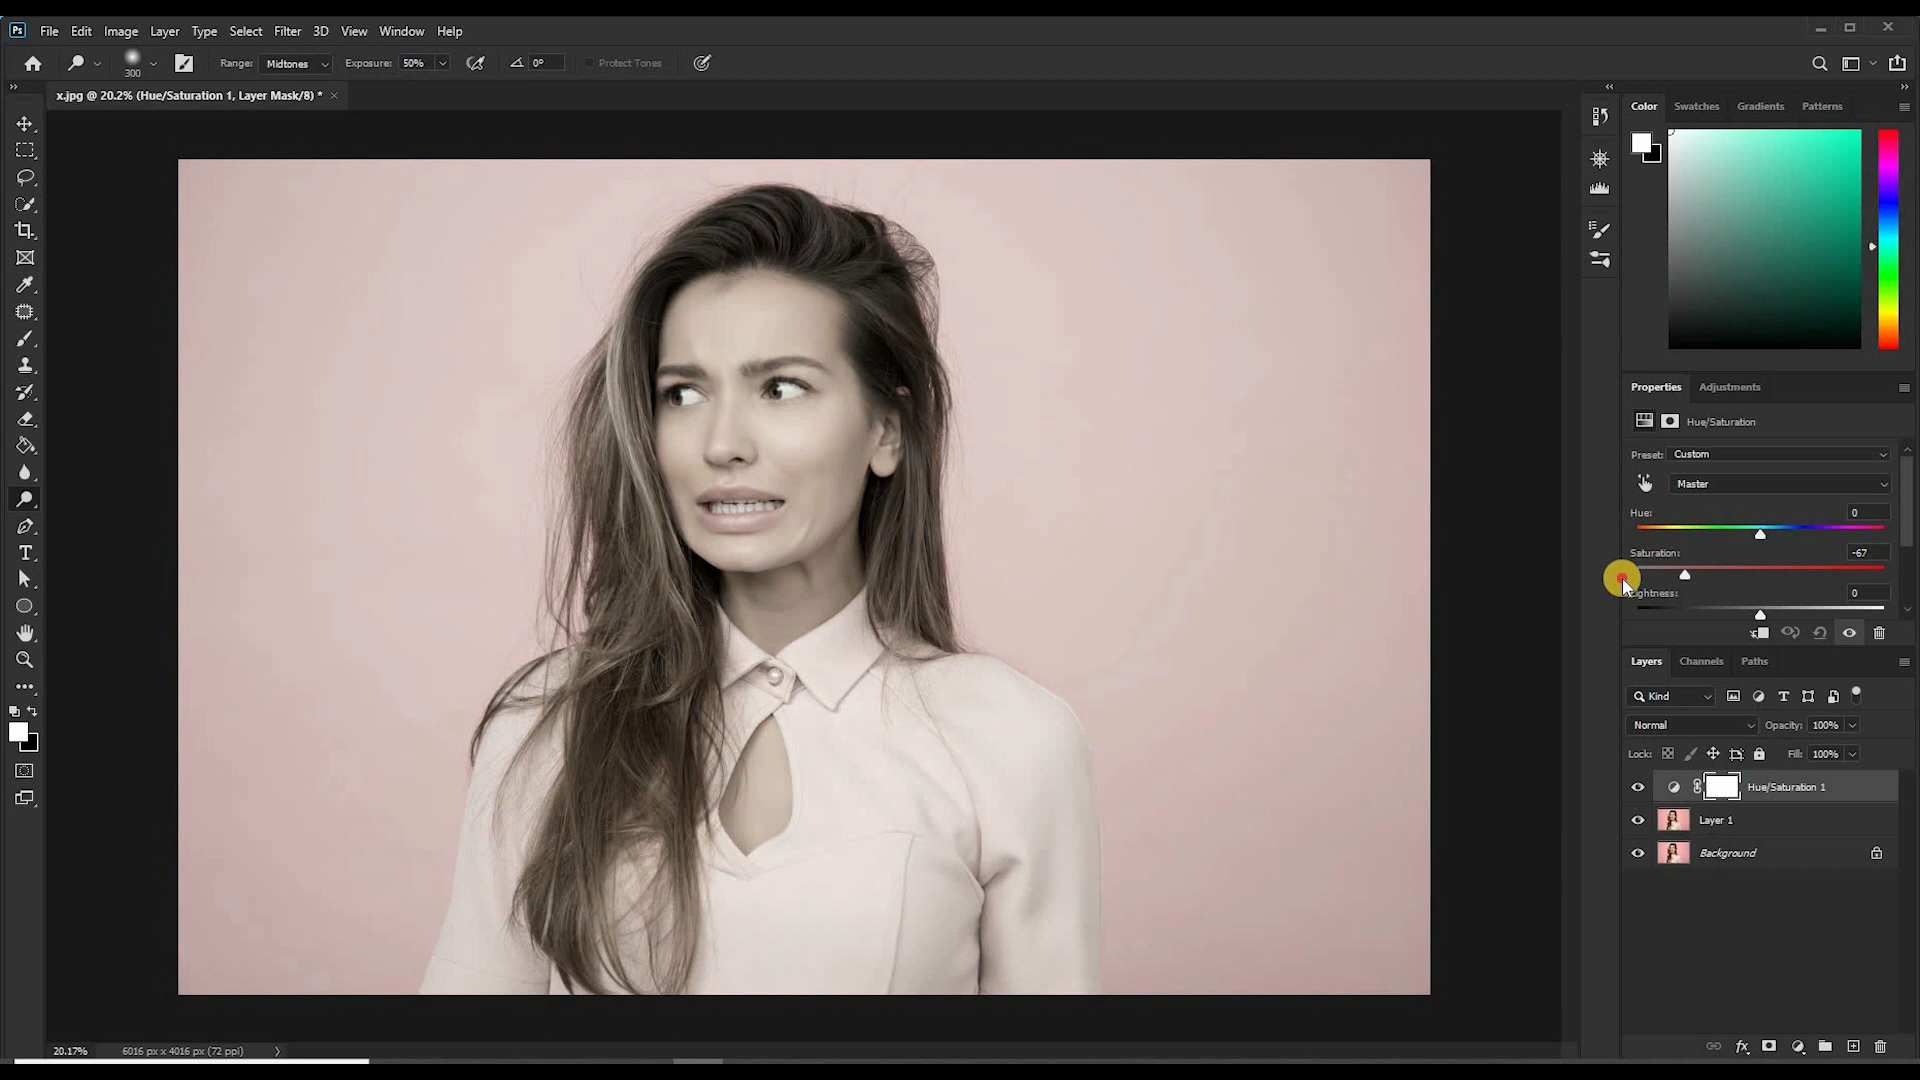 Ps File Edit Image Layer Type Select Filter 3D View Window Help
300 Range: Midtones Exposure: 50% 0° Protect Tones
x.jpg @ 20.2% (Hue/Saturation 1, Layer Mask/8) * ×
Color Swatches Gradients Patterns
Properties Adjustments
Hue/Saturation
Preset: Custom
Master
Hue: 0
Saturation: -67
Lightness: 0
Layers Channels Paths
Kind
Normal Opacity: 100%
Lock: Fill: 100%
Hue/Saturation 1
Layer 1
Background
fx
20.17% 6016 px x 4016 px (72 ppi)